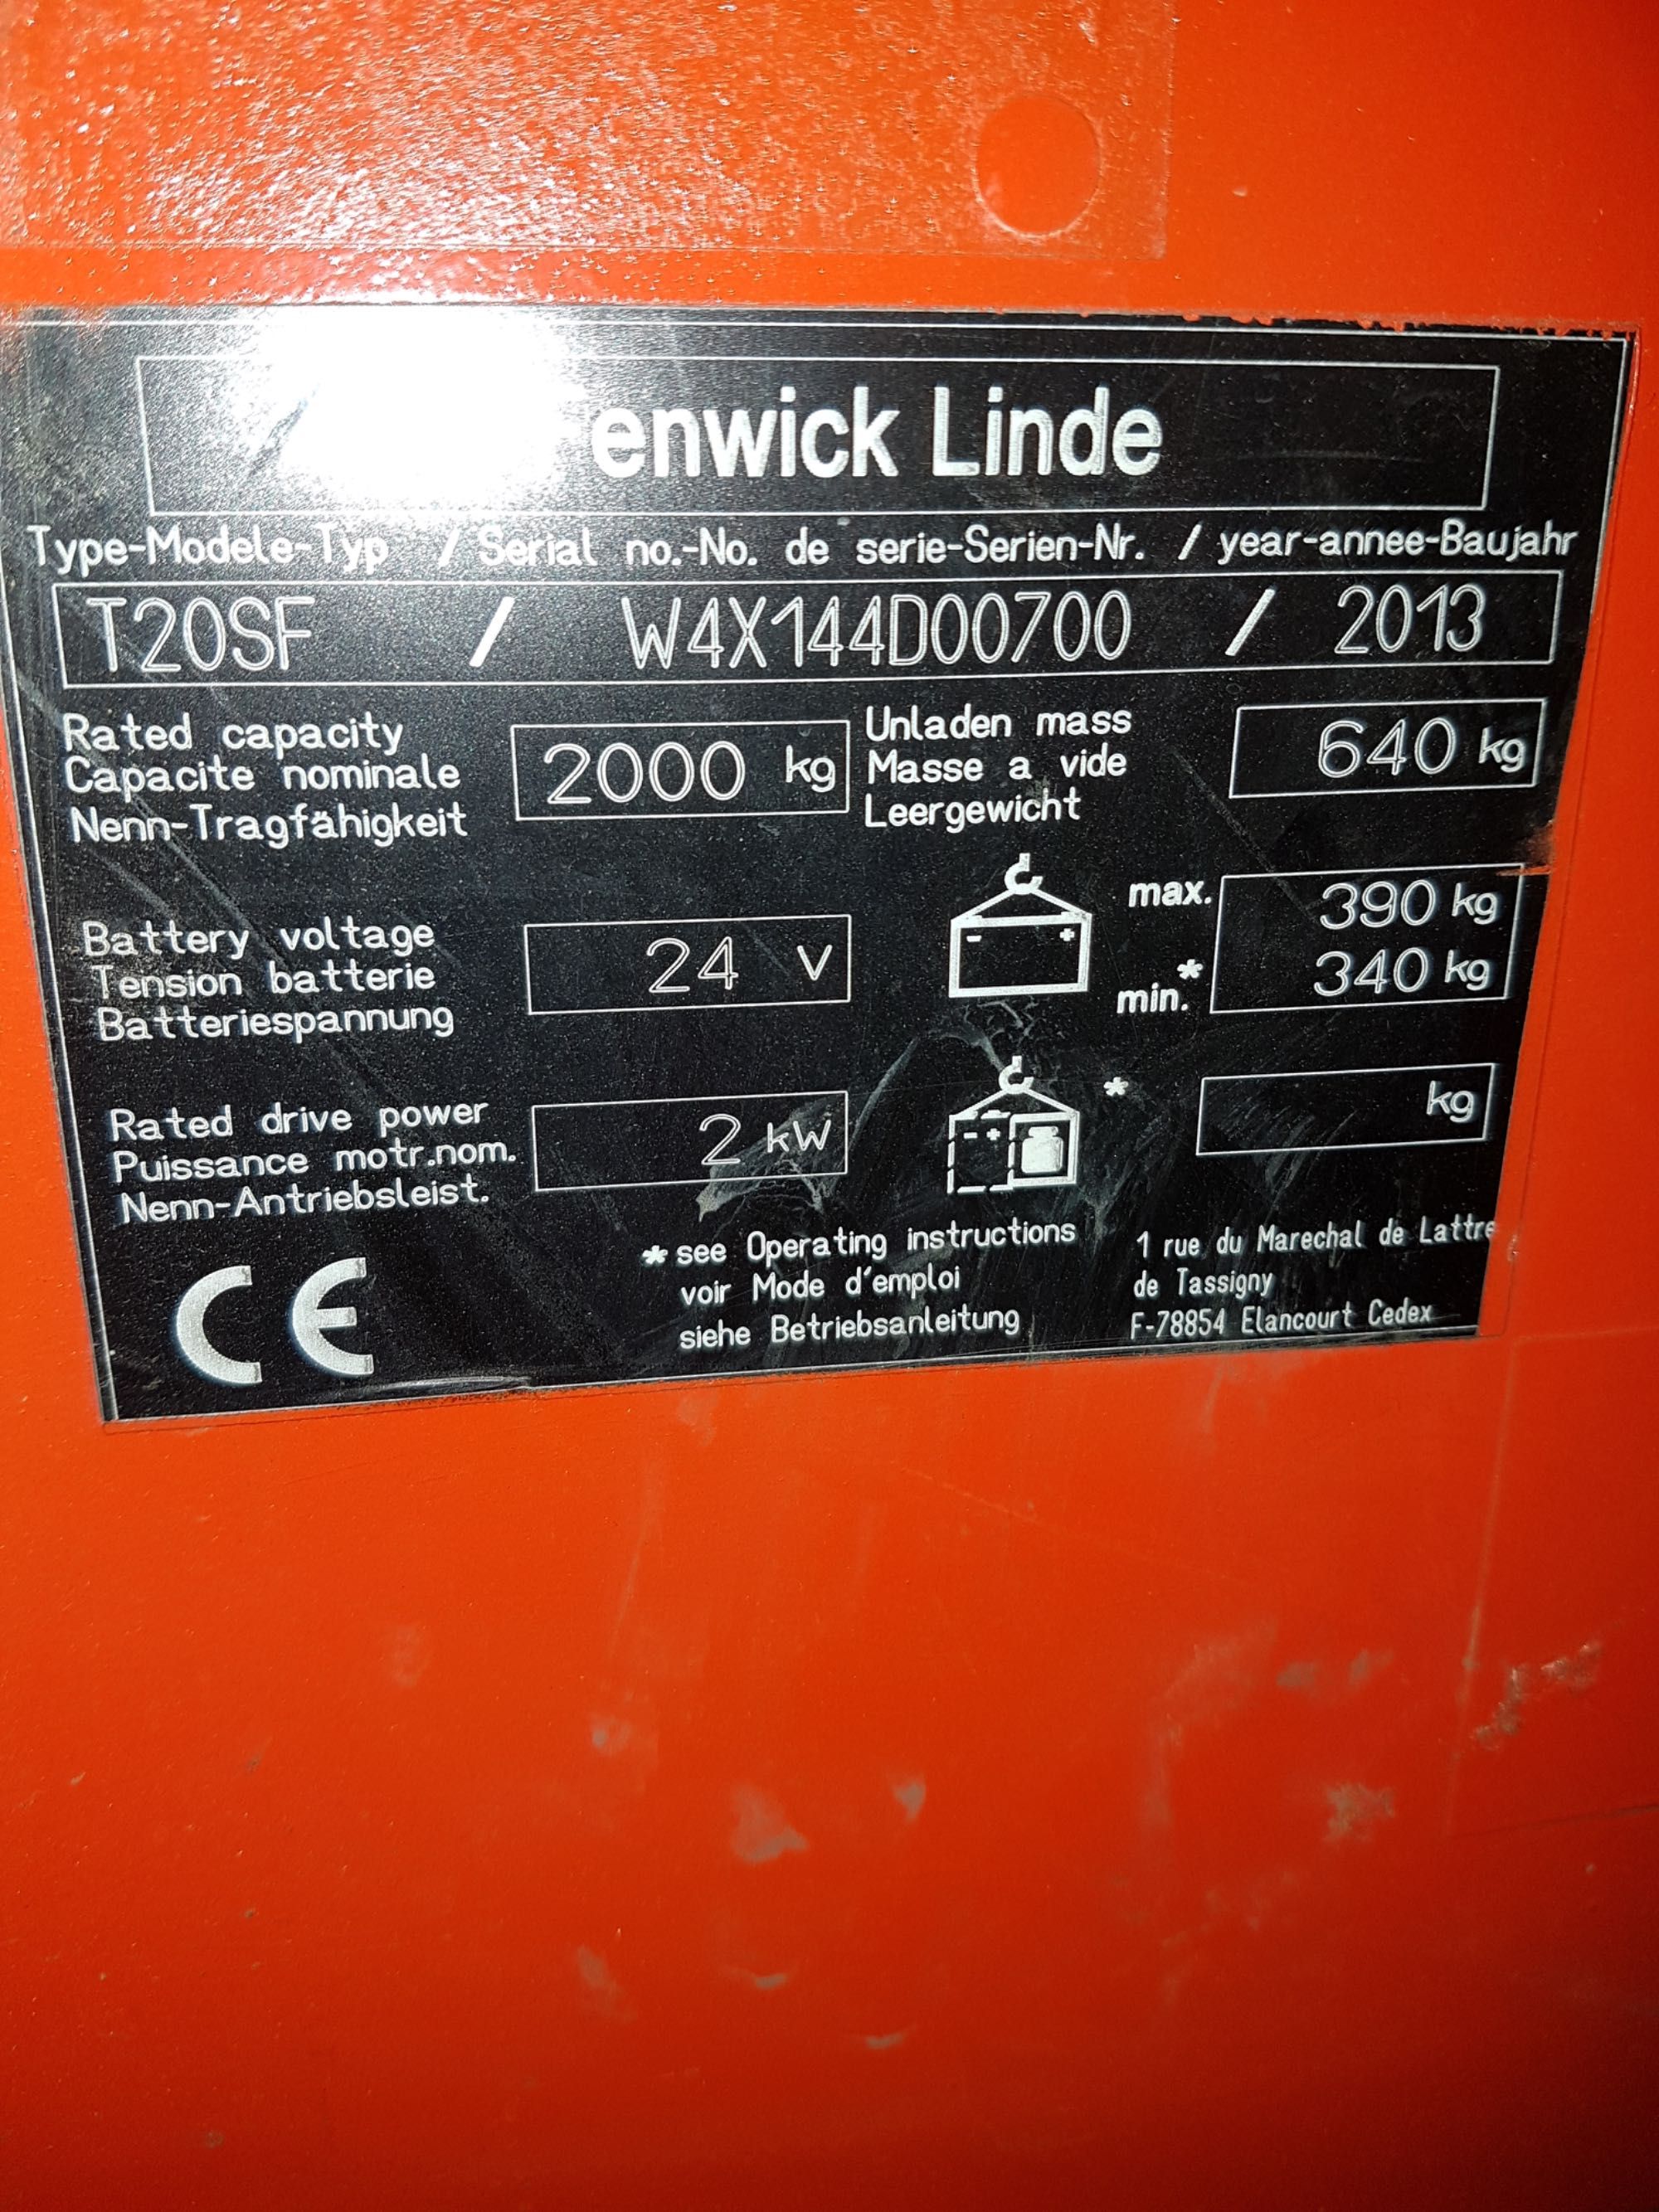 enwick Linde
Type-Modele-Typ / Serial no.-No. de serie-Serien-Nr. / year-annee-Baujahr
T20SF / W4X144D00700 / 2013
Rated capacity
Capacite nominale
Nenn-Tragfähigkeit
2000 kg
Unladen mass
Masse a vide
Leergewicht
640 kg
Battery voltage
Tension batterie
Batteriespannung
24 V
- +
max. 390 kg
min.* 340 kg
Rated drive power
Puissance motr.nom.
Nenn-Antriebsleist.
2 kW
- +
*
kg
CE
* see Operating instructions
voir Mode d'emploi
siehe Betriebsanleitung
1 rue du Marechal de Lattre
de Tassigny
F-78854 Elancourt Cedex